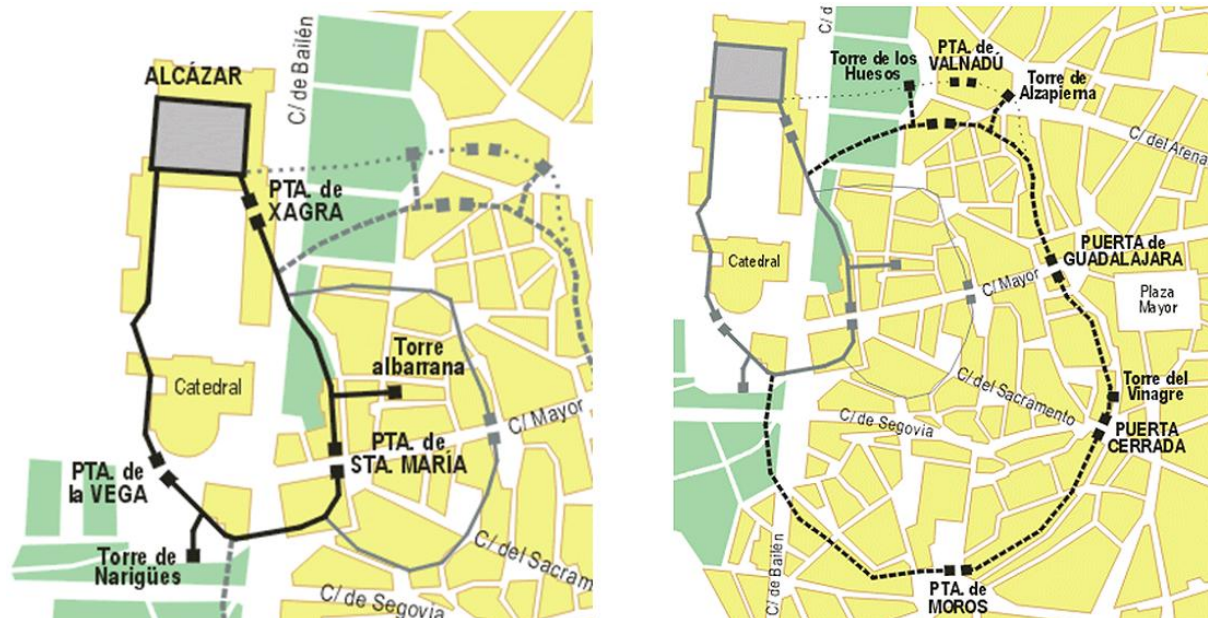 C/ de Bailén
ALCÁZAR
PTA. de
XAGRA
Catedral
Torre
albarrana
C/ Mayor
PTA. de
STA. MARÍA
PTA. de
la VEGA
Torre de
Narigües
C/ del Sacram
C/ de Segovia
C/ d
Torre de los
Huesos
PTA. de
VALNADÚ
Torre de
Alzapierna
C/ del Arena
PUERTA de
GUADALAJARA
Catedral
C/ Mayor
Plaza
Mayor
Torre del
Vinagre
C/ del Sacramento
C/ de Segovia
PUERTA
CERRADA
C/ de Bailén
PTA. de
MOROS